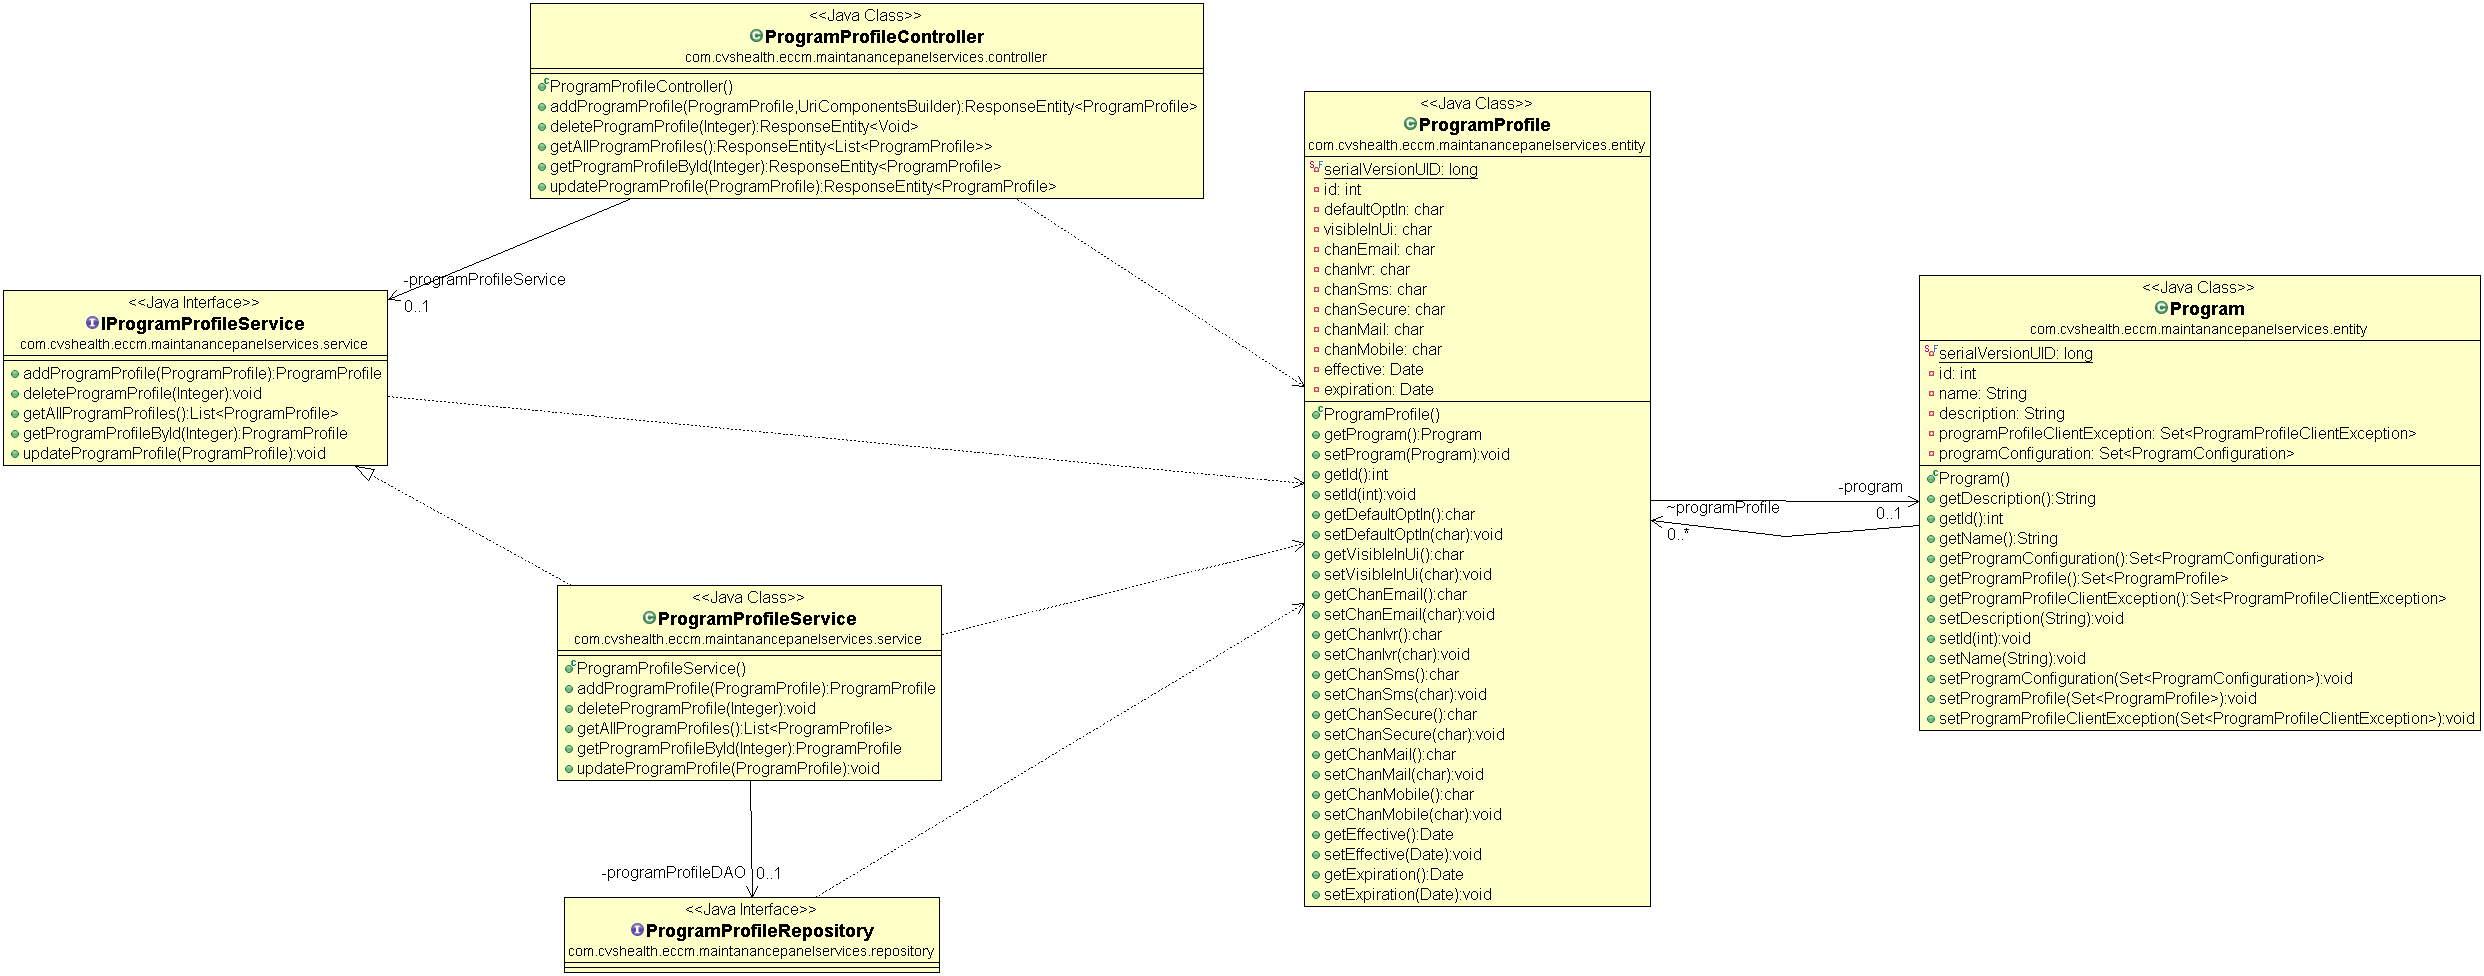 <<Java Class>>
ProgramProfileController
com.cvshealth.eccm.maintanancepanelservices.controller
ProgramProfileController()
addProgramProfile(ProgramProfile,UriComponentsBuilder):ResponseEntity<ProgramProfile>
deleteProgramProfile(Integer):ResponseEntity<Void>
getAllProgramProfiles():ResponseEntity<List<ProgramProfile>>
getProgramProfileById(Integer):ResponseEntity<ProgramProfile>
updateProgramProfile(ProgramProfile):ResponseEntity<ProgramProfile>
-programProfileService
0..1
<<Java Interface>>
IProgramProfileService
com.cvshealth.eccm.maintanancepanelservices.service
addProgramProfile(ProgramProfile):ProgramProfile
deleteProgramProfile(Integer):void
getAllProgramProfiles():List<ProgramProfile>
getProgramProfileById(Integer):ProgramProfile
updateProgramProfile(ProgramProfile):void
<<Java Class>>
ProgramProfileService
com.cvshealth.eccm.maintanancepanelservices.service
ProgramProfileService()
addProgramProfile(ProgramProfile):ProgramProfile
deleteProgramProfile(Integer):void
getAllProgramProfiles():List<ProgramProfile>
getProgramProfileById(Integer):ProgramProfile
updateProgramProfile(ProgramProfile):void
-programProfileDAO
0..1
<<Java Interface>>
ProgramProfileRepository
com.cvshealth.eccm.maintanancepanelservices.repository
<<Java Class>>
ProgramProfile
com.cvshealth.eccm.maintanancepanelservices.entity
serialVersionUID: long
id: int
defaultOptIn: char
visibleInUi: char
chanEmail: char
chanIvr: char
chanSms: char
chanSecure: char
chanMail: char
chanMobile: char
effective: Date
expiration: Date
ProgramProfile()
getProgram():Program
setProgram(Program):void
getId():int
setId(int):void
getDefaultOptIn():char
setDefaultOptIn(char):void
getVisibleInUi():char
setVisibleInUi(char):void
getChanEmail():char
setChanEmail(char):void
getChanIvr():char
setChanIvr(char):void
getChanSms():char
setChanSms(char):void
getChanSecure():char
setChanSecure(char):void
getChanMail():char
setChanMail(char):void
getChanMobile():char
setChanMobile(char):void
getEffective():Date
setEffective(Date):void
getExpiration():Date
setExpiration(Date):void
-program
0..1
~programProfile
0..*
<<Java Class>>
Program
com.cvshealth.eccm.maintanancepanelservices.entity
serialVersionUID: long
id: int
name: String
description: String
programProfileClientException: Set<ProgramProfileClientException>
programConfiguration: Set<ProgramConfiguration>
Program()
getDescription():String
getId():int
getName():String
getProgramConfiguration():Set<ProgramConfiguration>
getProgramProfile():Set<ProgramProfile>
getProgramProfileClientException():Set<ProgramProfileClientException>
setDescription(String):void
setId(int):void
setName(String):void
setProgramConfiguration(Set<ProgramConfiguration>):void
setProgramProfile(Set<ProgramProfile>):void
setProgramProfileClientException(Set<ProgramProfileClientException>):void